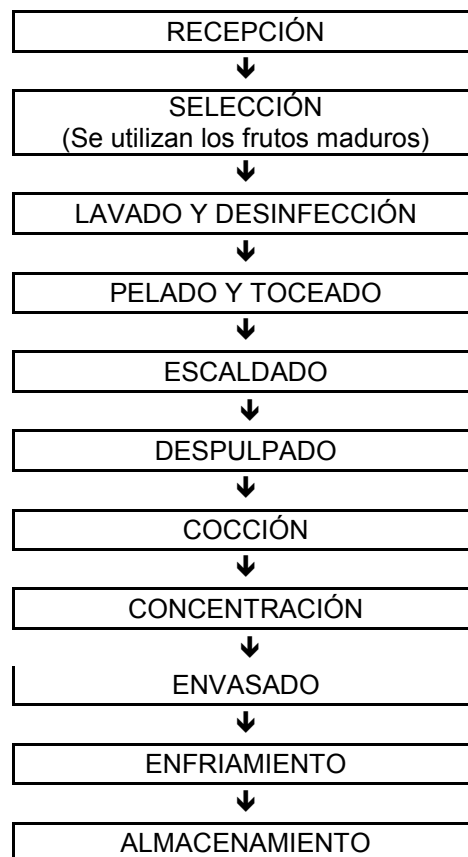 RECEPCIÓN
SELECCIÓN
(Se utilizan los frutos maduros)
LAVADO Y DESINFECCIÓN
PELADO Y TOCEADO
ESCALDADO
DESPULPADO
COCCIÓN
CONCENTRACIÓN
ENVASADO
ENFRIAMIENTO
ALMACENAMIENTO